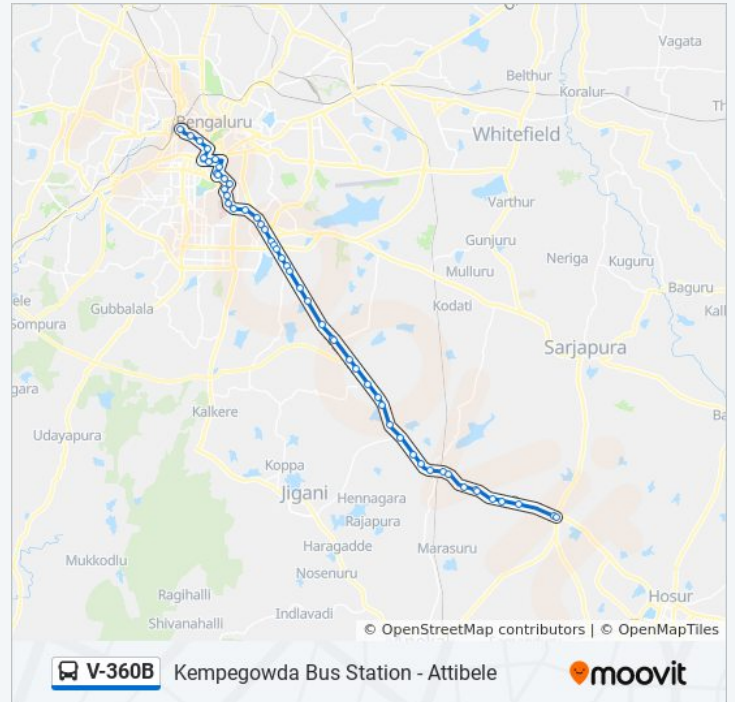 Vagata
Belthur
Koralur
Bengaluru
Th
Whitefield
Varthur
Gunjuru
Neriga
Kuguru
Mulluru
Baguru
ele
Gubbalala
Kodati
Kall
Sompura
Sarjapura
gara
Kalkere
Ba
Udayapura
Koppa
Jigani
Hennagara
Rajapura
Haragadde
Marasuru
Mukkodlu
Nosenuru
Ragihalli
Hosur
Indlavadi
Shivanahalli
© OpenStreetMap contributors | © OpenMapTiles
V-360B Kempegowda Bus Station - Attibele
moovit